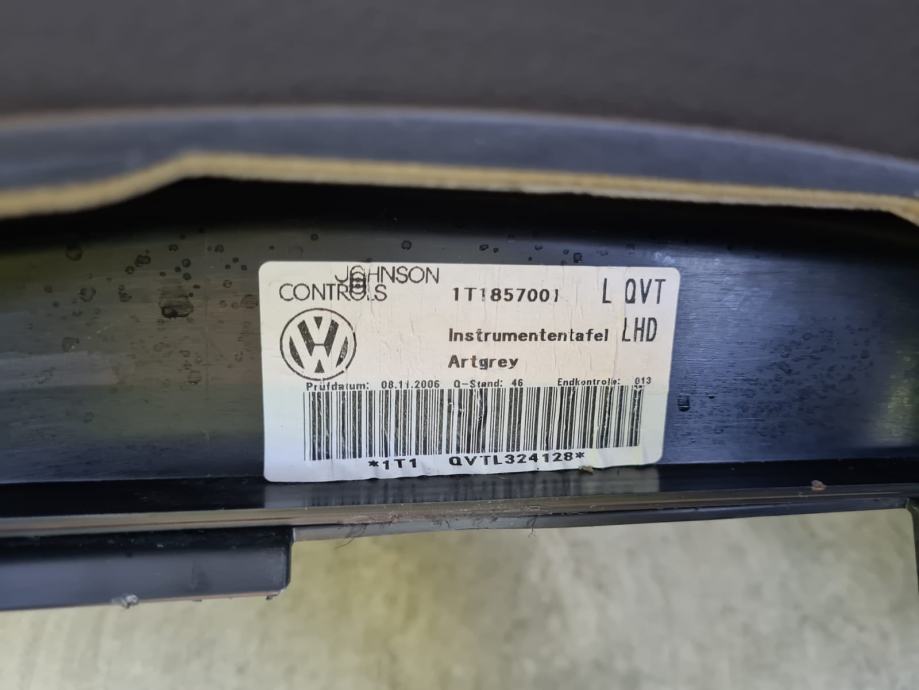 JOHNSON
CONTROLS
1T1857001 L QVT
Instrumententafel LHD
Artgrey
Prüfdatum: 08.11.2006 Q-Stand: 46 Endkontrolle: 013
*1T1 QVTL324128*